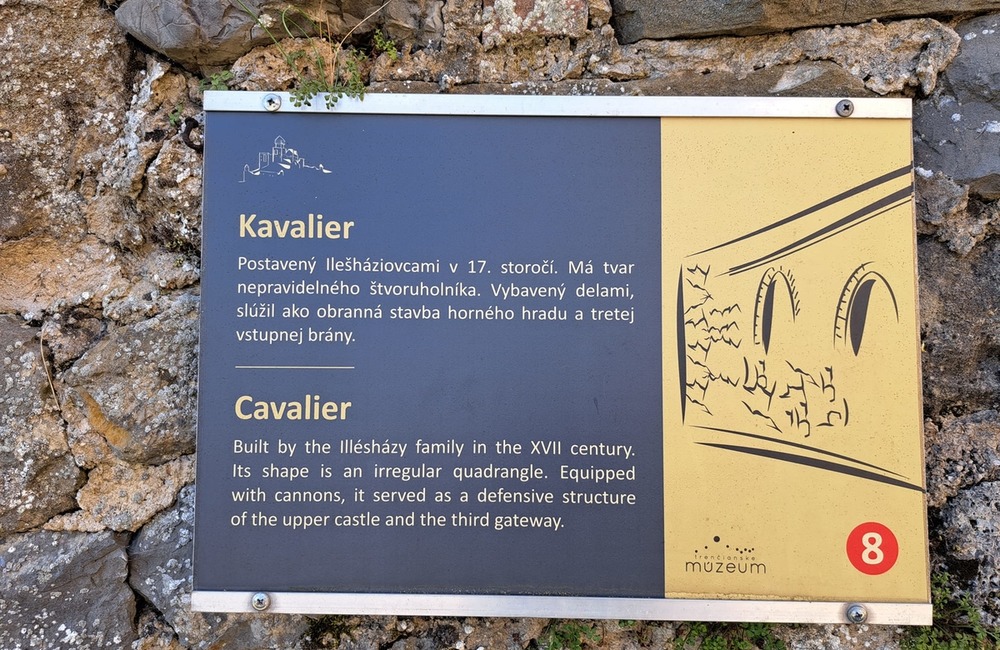 Kavalier
Postavený Ilešháziovcami v 17. storočí. Má tvar
nepravidelného štvoruholníka. Vybavený delami,
slúžil ako obranná stavba horného hradu a tretej
vstupnej brány.
Cavalier
Built by the Illésházy family in the XVII century.
Its shape is an irregular quadrangle. Equipped
with cannons, it served as a defensive structure
of the upper castle and the third gateway.
trenčianske
múzeum
8